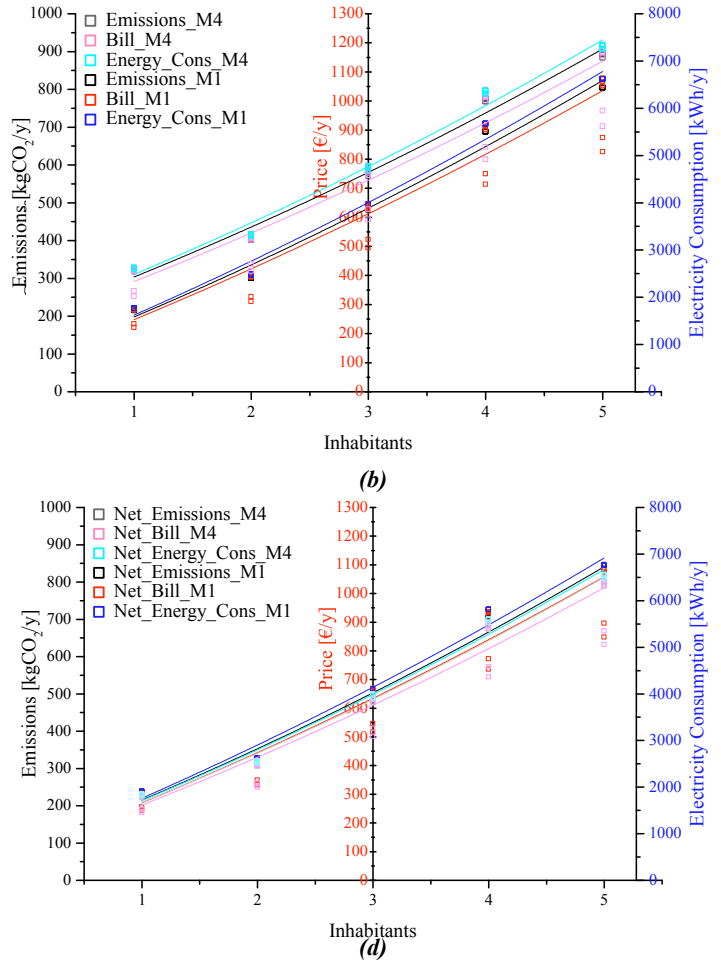 Emissions_M4
Bill_M4
Energy_Cons_M4
Emissions_M1
Bill_M1
Energy_Cons_M1
1000
900
800
700
600
500
400
300
200
100
0
Emissions [kgCO2/y]
1300
1200
1100
1000
900
800
700
600
500
400
300
200
100
0
Price [€/y]
8000
7000
6000
5000
4000
3000
2000
1000
0
Electricity Consumption [kWh/y]
1 2 3 4 5
Inhabitants
(b)
Net_Emissions_M4
Net_Bill_M4
Net_Energy_Cons_M4
Net_Emissions_M1
Net_Bill_M1
Net_Energy_Cons_M1
1000
900
800
700
600
500
400
300
200
100
0
Emissions [kgCO2/y]
1300
1200
1100
1000
900
800
700
600
500
400
300
200
100
0
Price [€/y]
8000
7000
6000
5000
4000
3000
2000
1000
0
Electricity Consumption [kWh/y]
1 2 3 4 5
Inhabitants
(d)